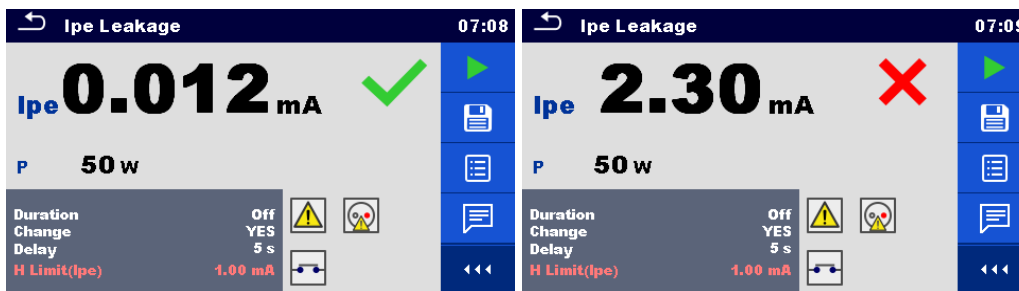 Ipe Leakage 07:08
Ipe 0.012 mA
P 50 W
Duration Off
Change YES
Delay 5 s
H Limit(Ipe) 1.00 mA
Ipe Leakage 07:09
Ipe 2.30 mA
P 50 W
Duration Off
Change YES
Delay 5 s
H Limit(Ipe) 1.00 mA